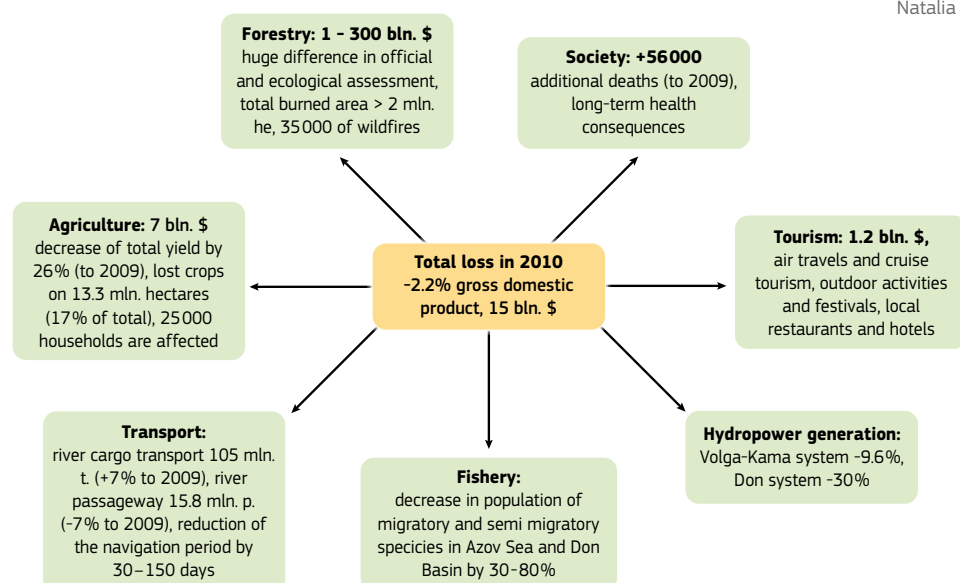 Natalia
Forestry: 1 - 300 bln. $
huge difference in official
and ecological assessment,
total burned area > 2 mln.
he, 35000 of wildfires
Society: +56000
additional deaths (to 2009),
long-term health
consequences
Agriculture: 7 bln. $
decrease of total yield by
26% (to 2009), lost crops
on 13.3 mln. hectares
(17% of total), 25000
households are affected
Total loss in 2010
-2.2% gross domestic
product, 15 bln. $
Tourism: 1.2 bln. $,
air travels and cruise
tourism, outdoor activities
and festivals, local
restaurants and hotels
Transport:
river cargo transport 105 mln.
t. (+7% to 2009), river
passageway 15.8 mln. p.
(-7% to 2009), reduction of
the navigation period by
30–150 days
Fishery:
decrease in population of
migratory and semi migratory
specicies in Azov Sea and Don
Basin by 30-80%
Hydropower generation:
Volga-Kama system -9.6%,
Don system -30%